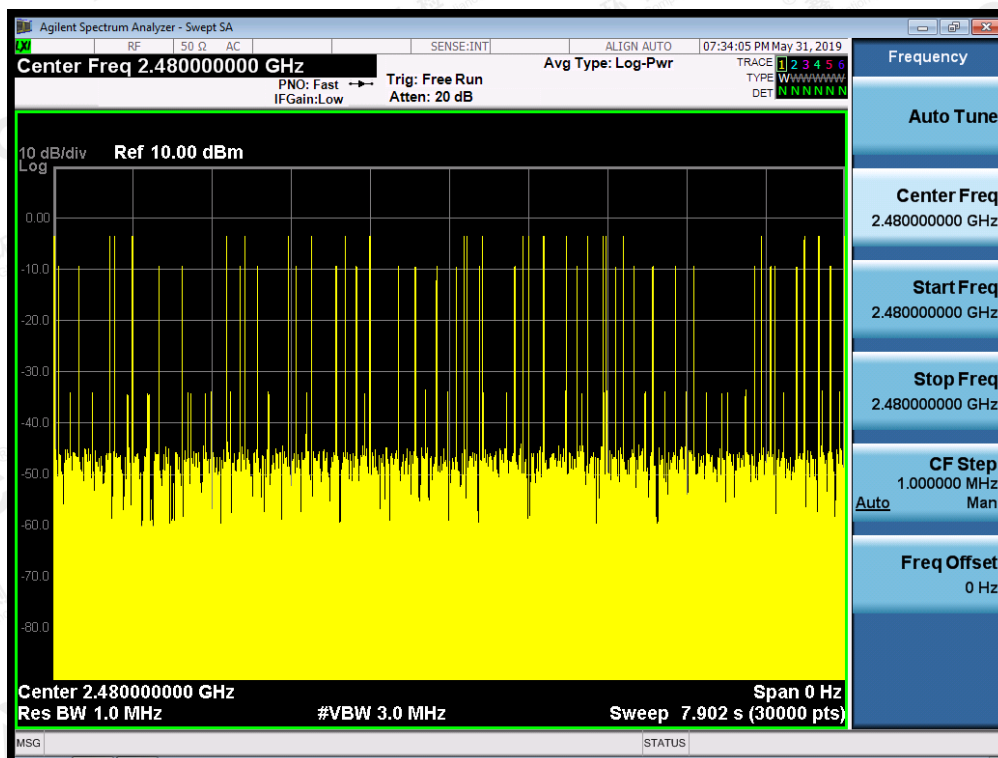 Agilent Spectrum Analyzer - Swept SA
LXI RF 50 Ω AC SENSE:INT ALIGN AUTO 07:34:05 PM May 31, 2019
Center Freq 2.480000000 GHz
PNO: Fast
IFGain:Low
Trig: Free Run
Atten: 20 dB
Avg Type: Log-Pwr
TRACE 1 2 3 4 5 6
TYPE WWWWWW
DET N N N N N N
10 dB/div Ref 10.00 dBm
Log
0.00
-10.0
-20.0
-30.0
-40.0
-50.0
-60.0
-70.0
-80.0
Center 2.480000000 GHz Span 0 Hz
Res BW 1.0 MHz #VBW 3.0 MHz Sweep 7.902 s (30000 pts)
MSG STATUS
Frequency
Auto Tune
Center Freq
2.480000000 GHz
Start Freq
2.480000000 GHz
Stop Freq
2.480000000 GHz
CF Step
1.000000 MHz
Auto Man
Freq Offset
0 Hz